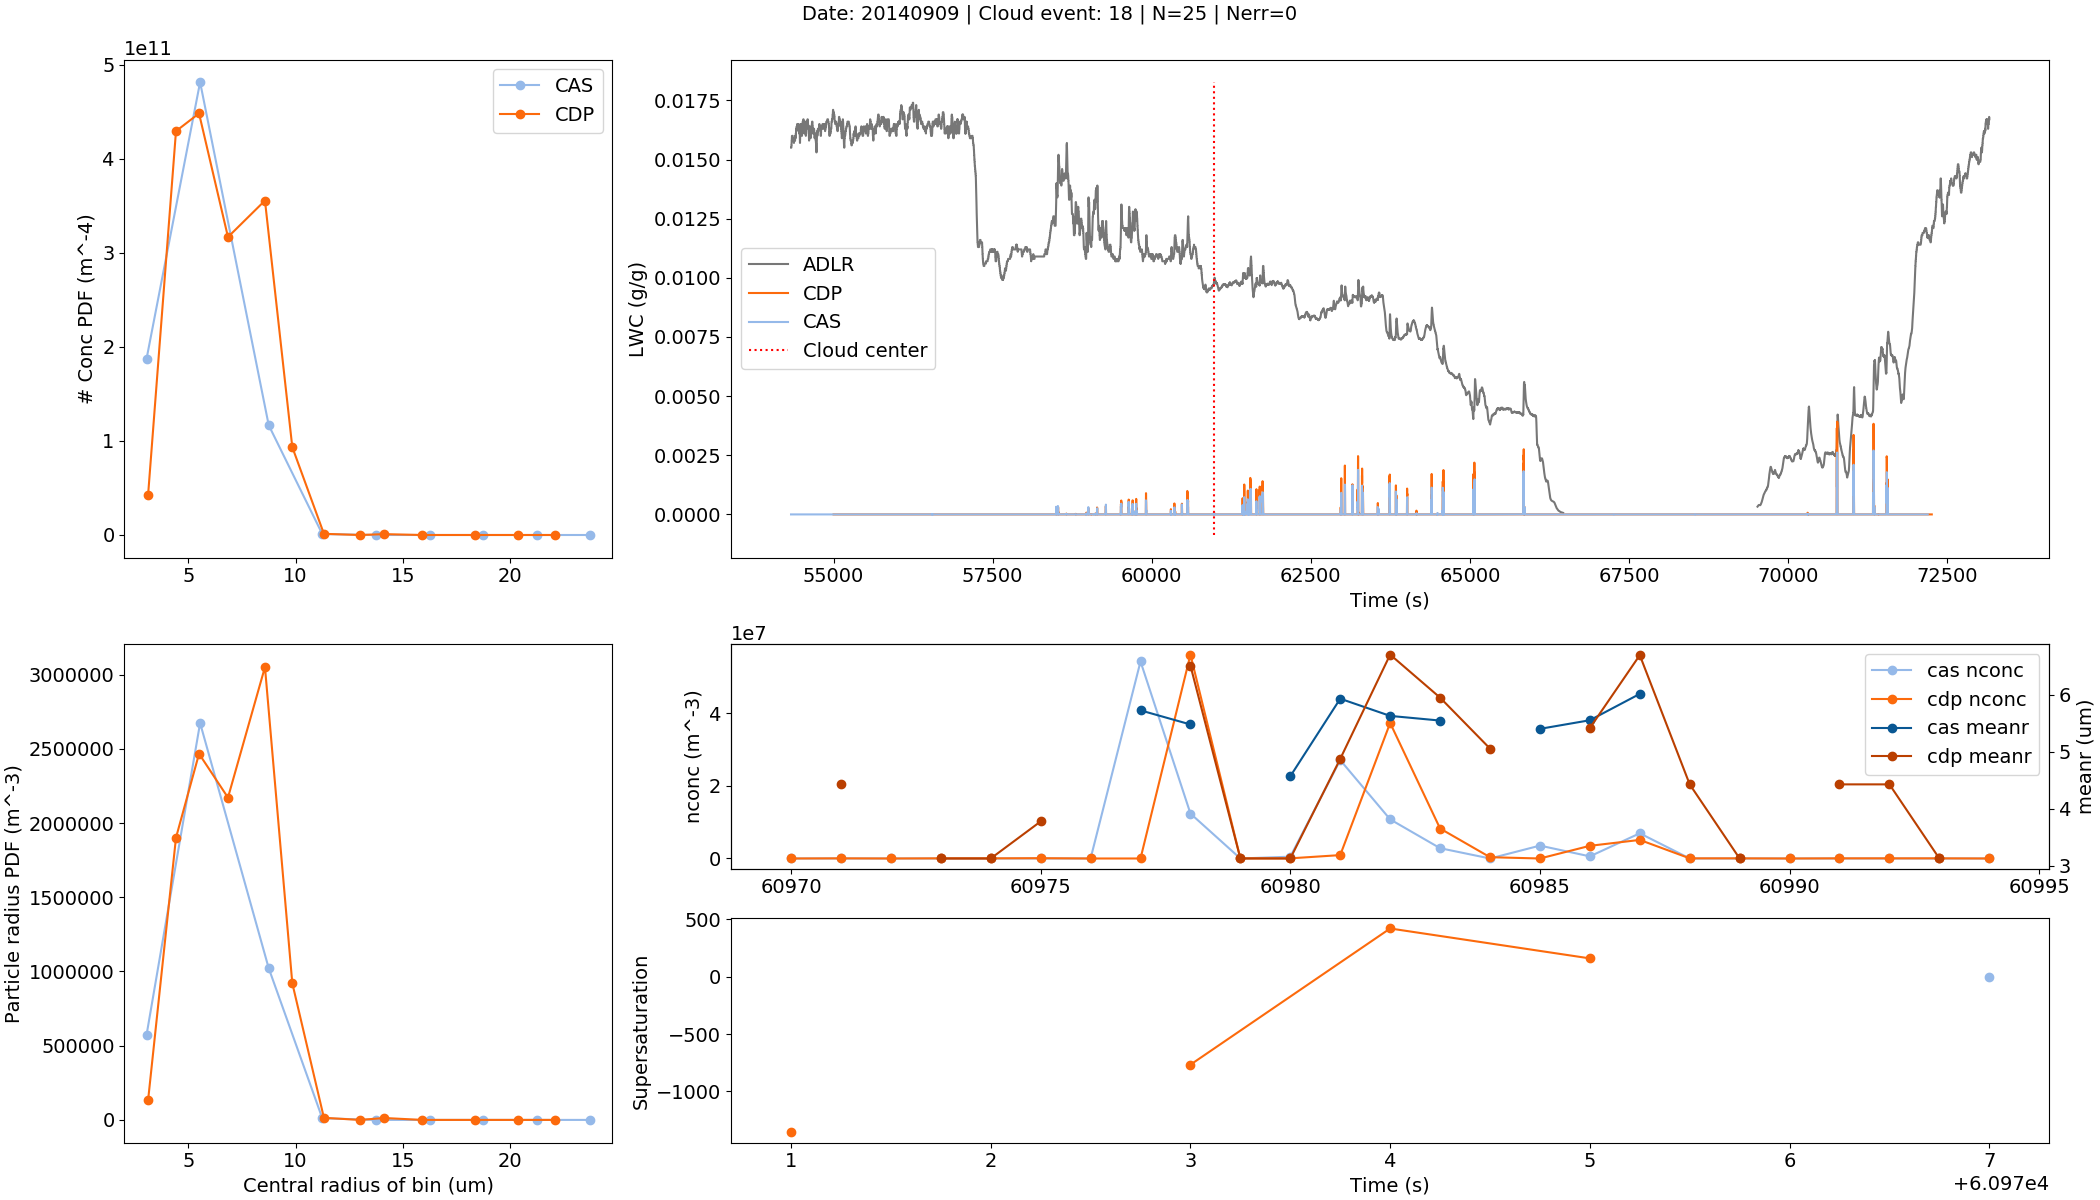 Date: 20140909 | Cloud event: 18 | N=25 | Nerr=0
1e11
# Conc PDF (m^-4)
5
4
3
2
1
0
5 10 15 20
CAS
CDP
LWC (g/g)
0.0175
0.0150
0.0125
0.0100
0.0075
0.0050
0.0025
0.0000
ADLR
CDP
CAS
Cloud center
55000 57500 60000 62500 65000 67500 70000 72500
Time (s)
Particle radius PDF (m^-3)
3000000
2500000
2000000
1500000
1000000
500000
0
5 10 15 20
Central radius of bin (um)
1e7
nconc (m^-3)
4
2
0
cas nconc
cdp nconc
cas meanr
cdp meanr
6
5
4
3
meanr (um)
60970 60975 60980 60985 60990 60995
Supersaturation
500
0
−500
−1000
1 2 3 4 5 6 7
Time (s)
+6.097e4